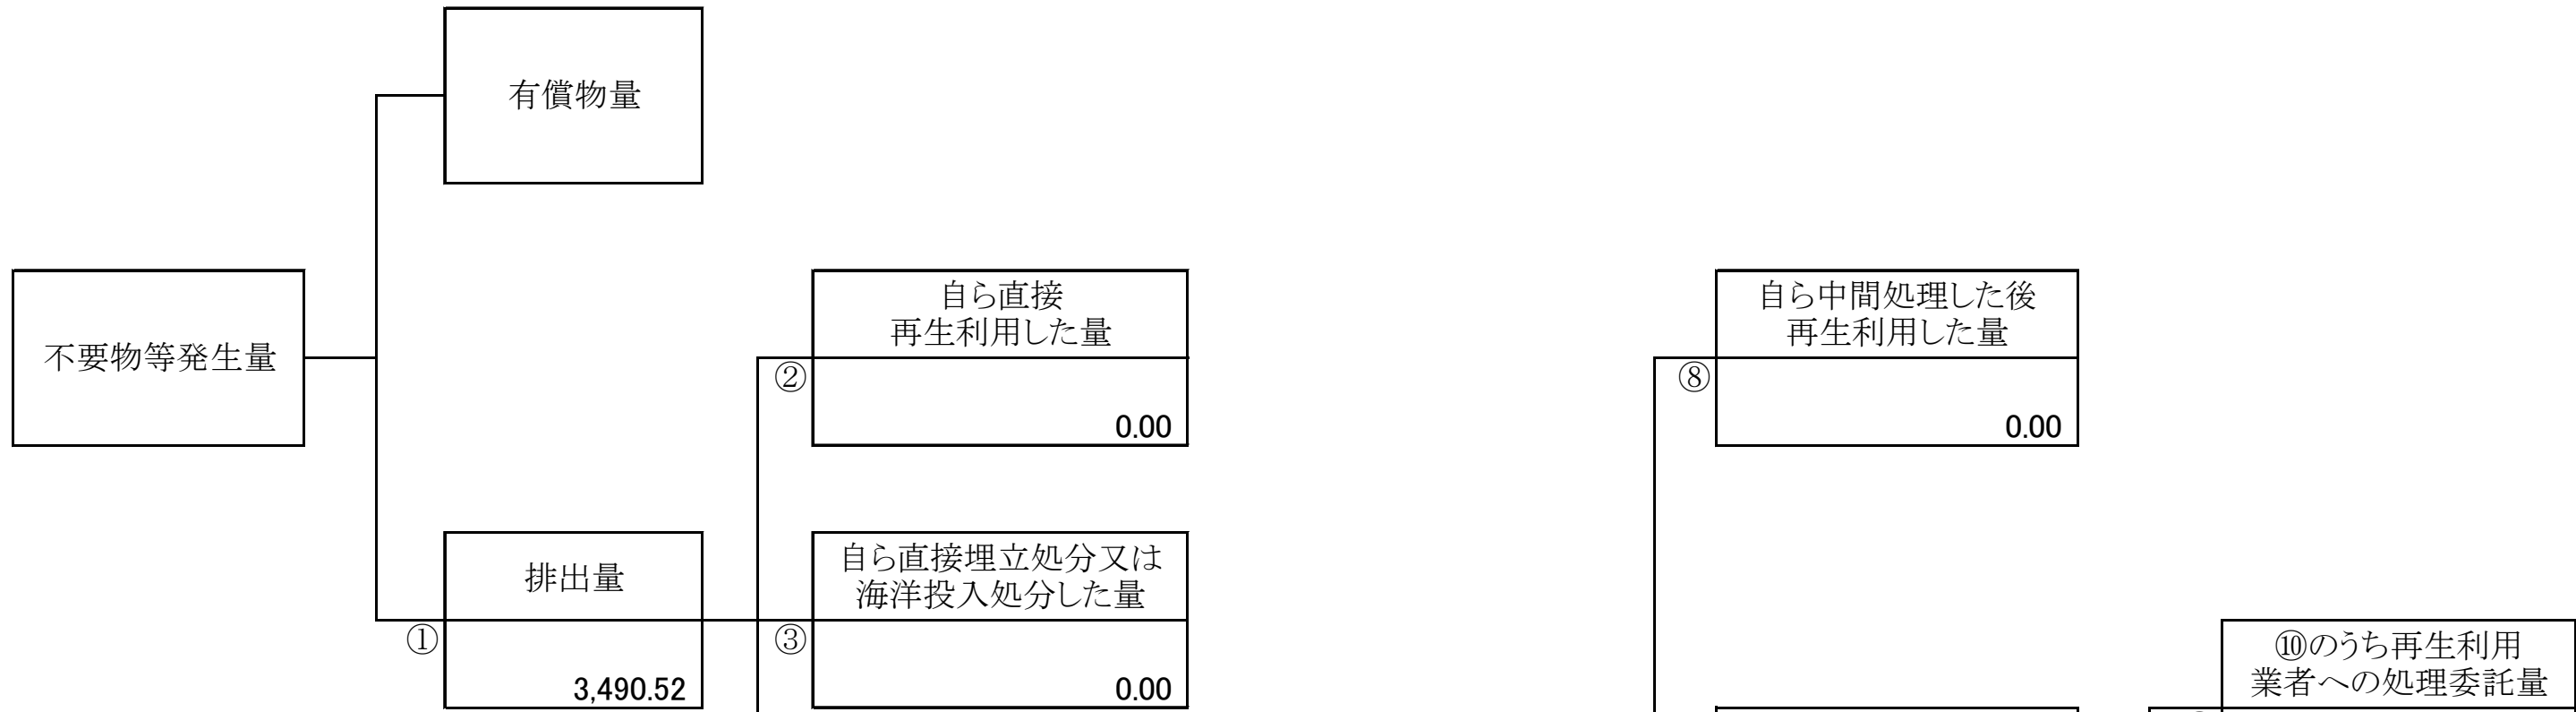 有償物量
不要物等発生量
自ら直接
再生利用した量
②
0.00
自ら中間処理した後
再生利用した量
⑧
0.00
排出量
①
3,490.52
自ら直接埋立処分又は
海洋投入処分した量
③
0.00
⑩のうち再生利用
業者への処理委託量